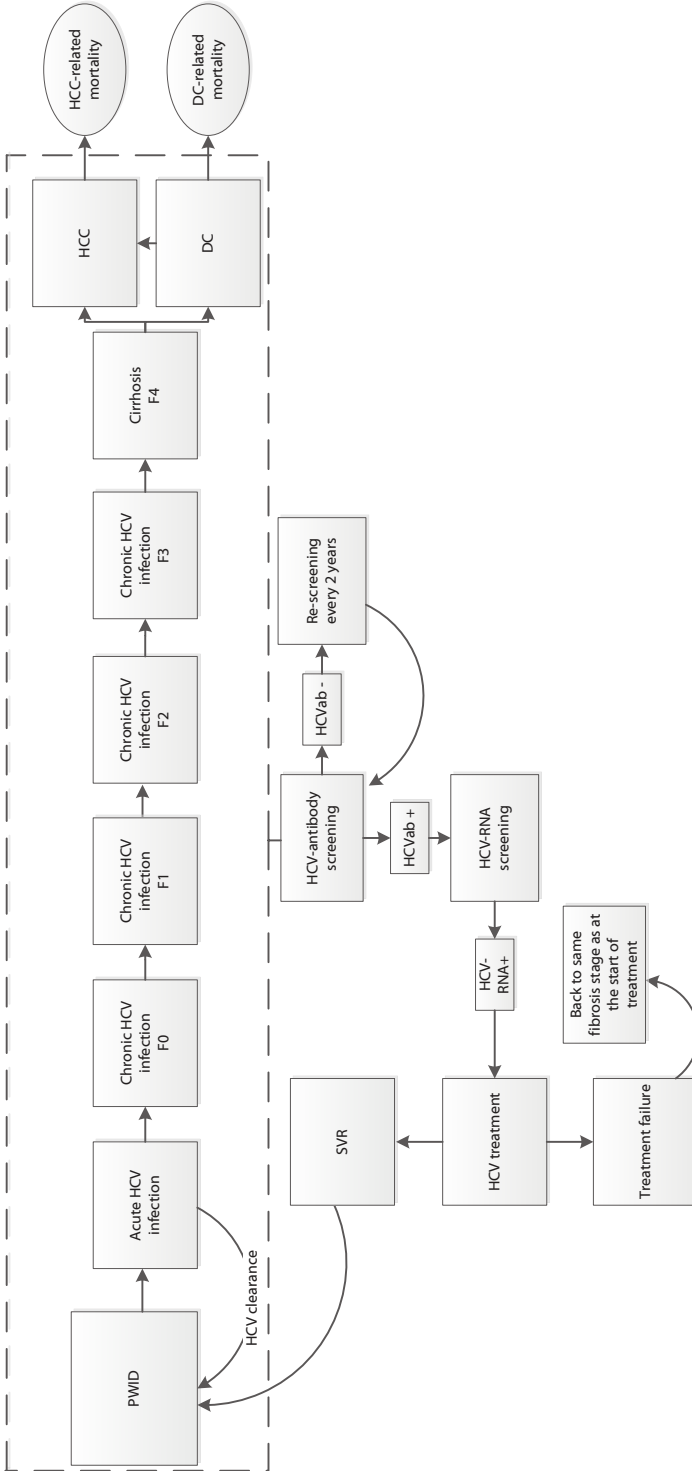 PWID
Acute HCV
infection
HCV clearance
Chronic HCV
infection
F0
Chronic HCV
infection
F1
Chronic HCV
infection
F2
Chronic HCV
infection
F3
Cirrhosis
F4
HCC
DC
HCC-related
mortality
DC-related
mortality
HCV-antibody
screening
HCVab -
Re-screening
every 2 years
HCVab +
HCV-RNA
screening
HCV-
RNA+
HCV treatment
SVR
Treatment failure
Back to same
fibrosis stage as at
the start of
treatment